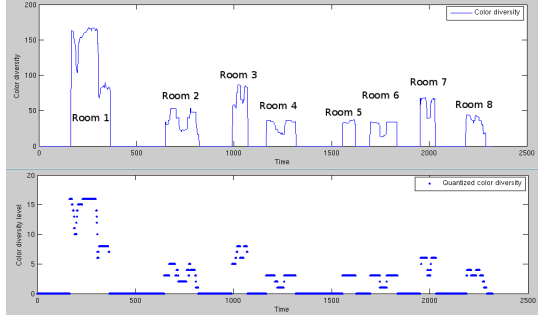 200
150
100
50
0
Color diversity
Color diversity
Room 1
Room 2
Room 3
Room 4
Room 5
Room 6
Room 7
Room 8
0 500 1000 1500 2000 2500
Time
20
15
10
5
0
Color diversity level
Quantized color diversity
0 500 1000 1500 2000 2500
Time